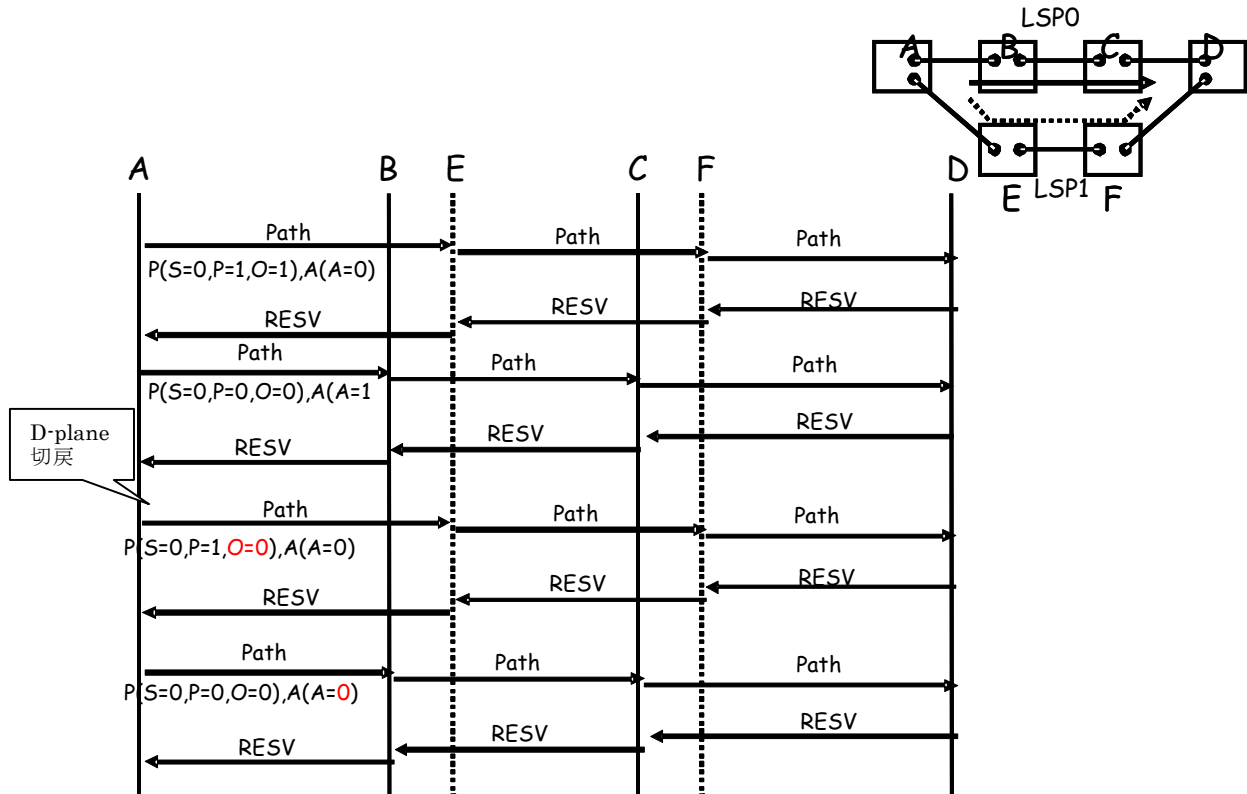 LSP0
A B C D
LSP1
E F
A B E C F D
Path Path Path
P(S=0,P=1,O=1),A(A=0)
RESV RESV RESV
Path Path Path
P(S=0,P=0,O=0),A(A=1
RESV RESV RESV
D-plane
切戻
Path Path Path
P(S=0,P=1,O=0),A(A=0)
RESV RESV RESV
Path Path Path
P(S=0,P=0,O=0),A(A=0)
RESV RESV RESV